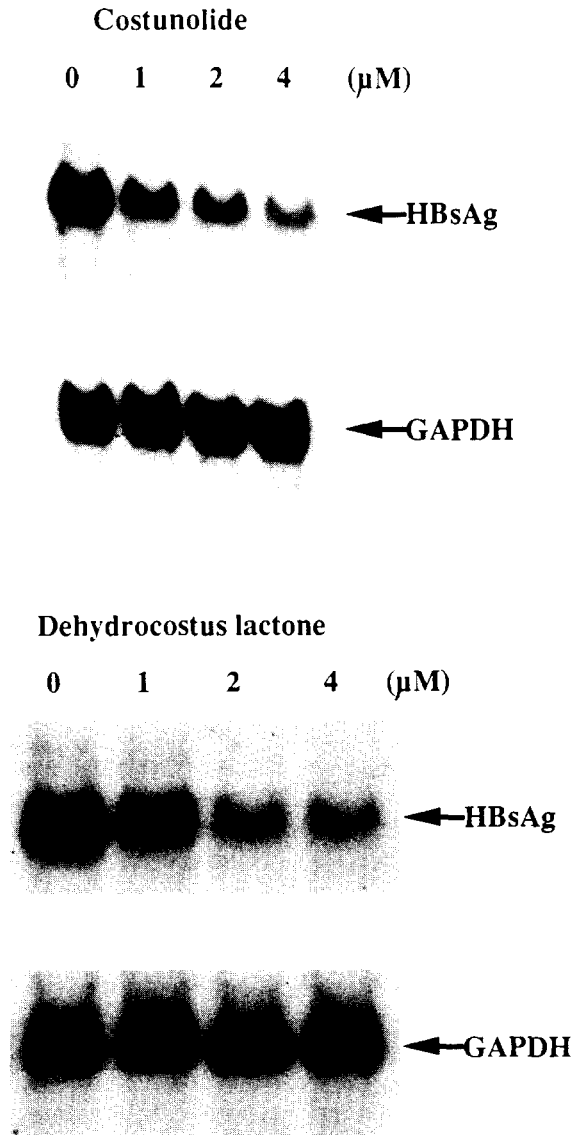 Costunolide
0 1 2 4 (µM)
HBsAg
GAPDH
Dehydrocostus lactone
0 1 2 4 (µM)
HBsAg
GAPDH